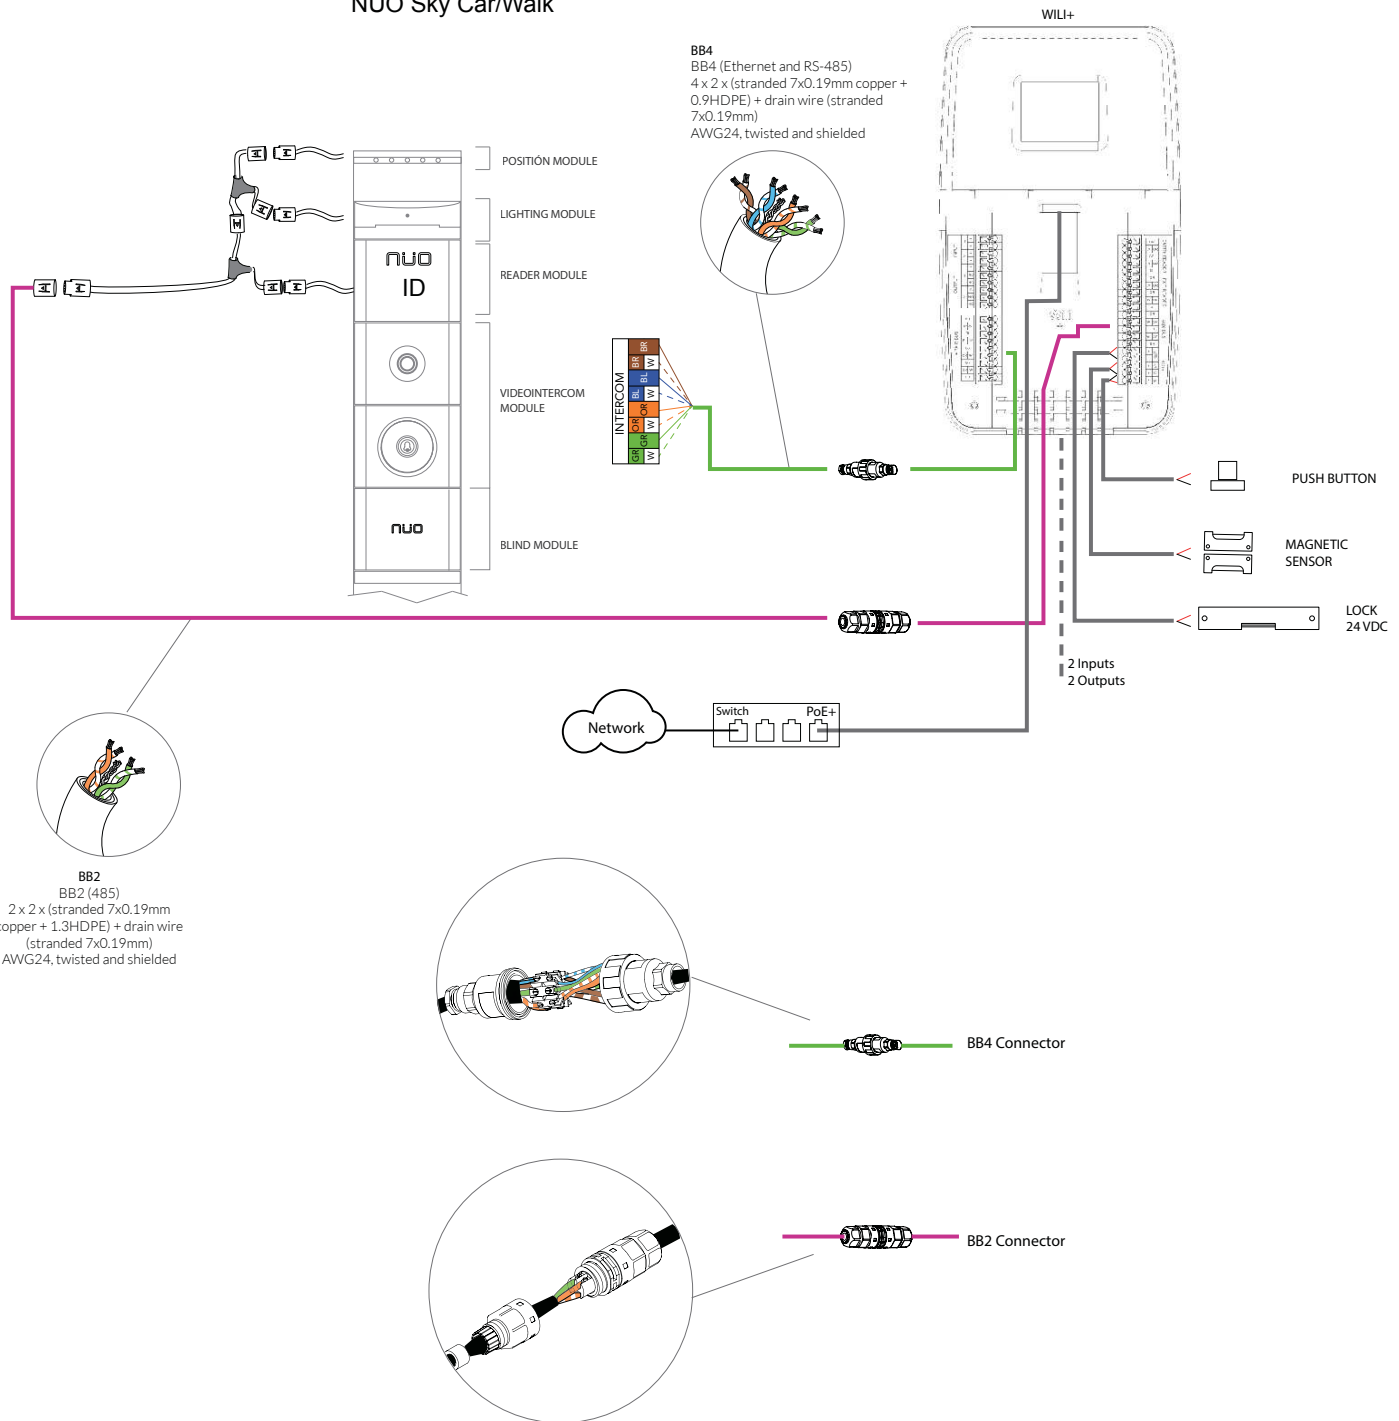 NUO Sky Car/Walk
WILI+
BB4
BB4 (Ethernet and RS-485)
4 x 2 x (stranded 7x0.19mm copper +
0.9HDPE) + drain wire (stranded
7x0.19mm)
AWG24, twisted and shielded
POSITIÓN MODULE
LIGHTING MODULE
READER MODULE
nuo
ID
VIDEOINTERCOM
MODULE
nuo
BLIND MODULE
INTERCOM
BR BR
BR W
BL BL
BL W
OR OR
OR W
GR GR
GR W
PUSH BUTTON
MAGNETIC
SENSOR
LOCK
24 VDC
2 Inputs
2 Outputs
Switch PoE+
Network
BB2
BB2 (485)
2 x 2 x (stranded 7x0.19mm
copper + 1.3HDPE) + drain wire
(stranded 7x0.19mm)
AWG24, twisted and shielded
BB4 Connector
BB2 Connector